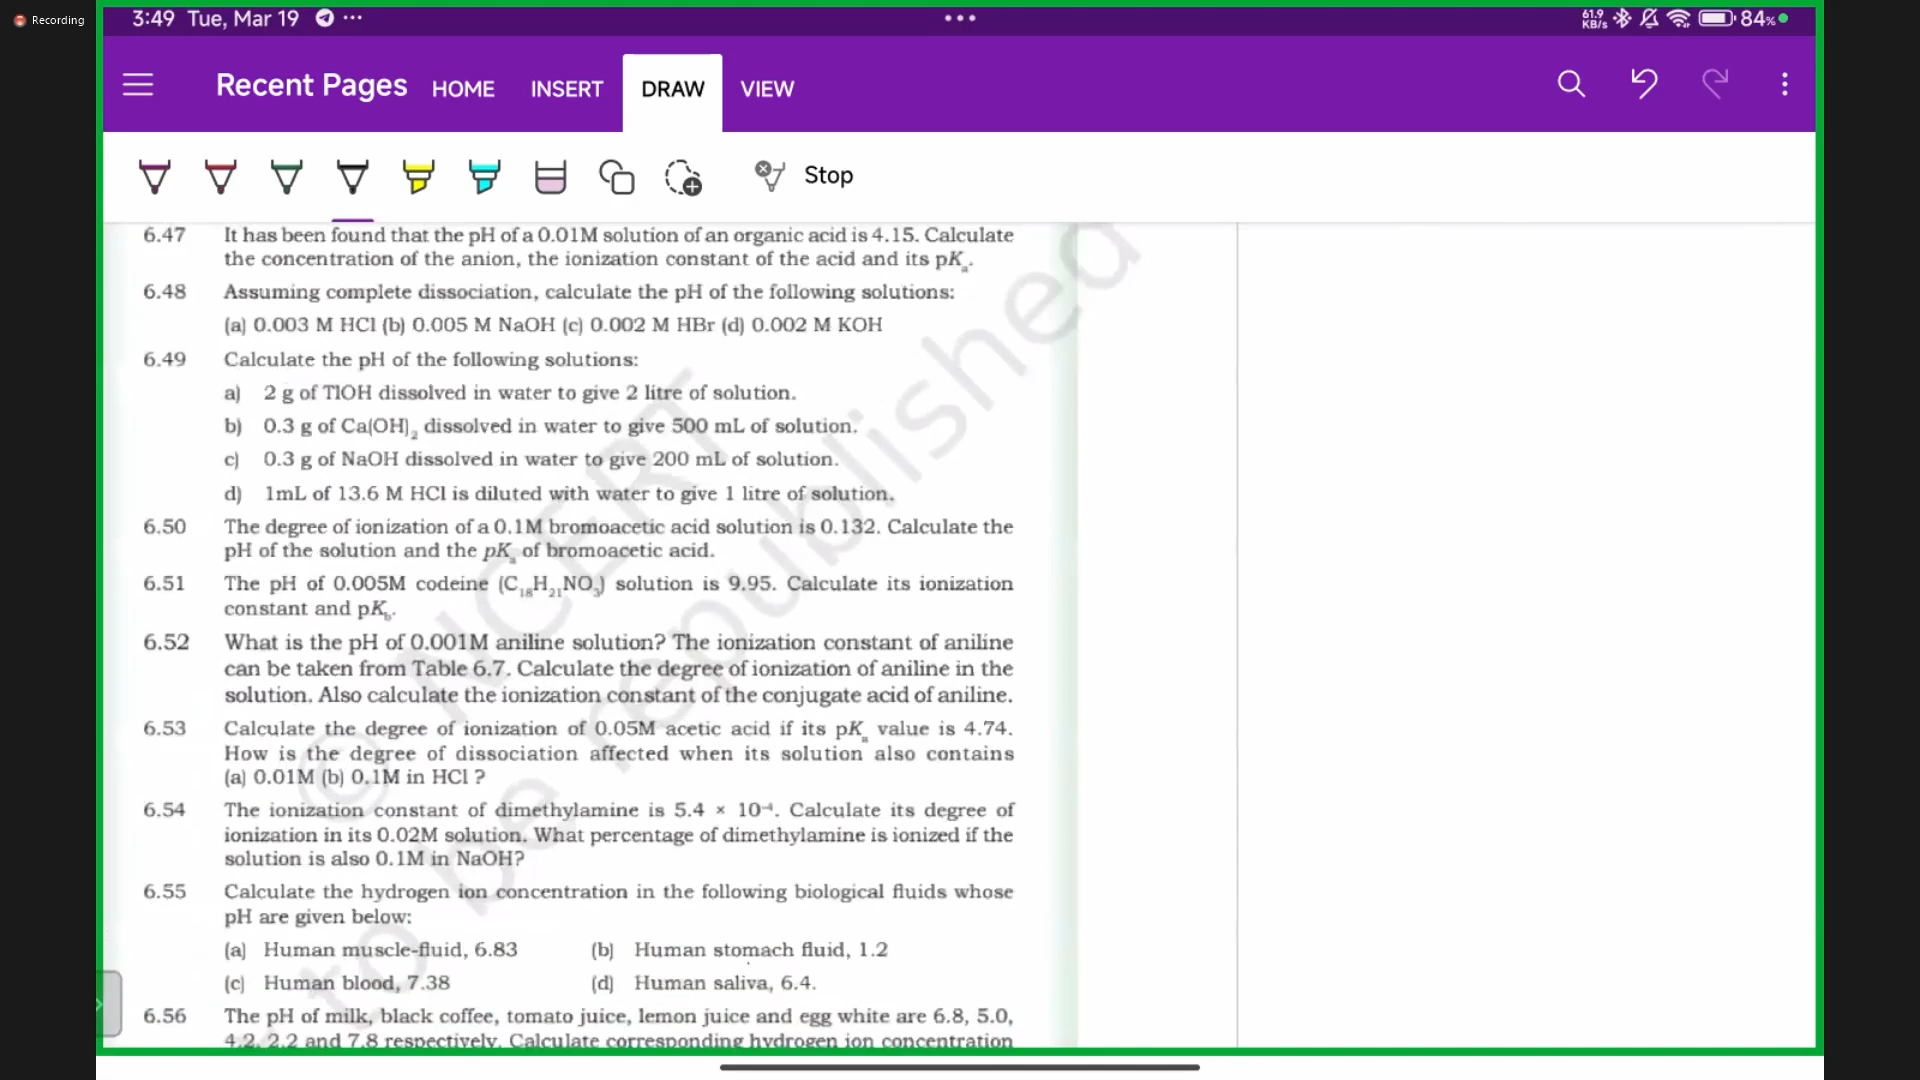 Recording
3:49 Tue, Mar 19
61.9 KB/s 84%
Recent Pages HOME INSERT DRAW VIEW
Stop
6.47 It has been found that the pH of a 0.01M solution of an organic acid is 4.15. Calculate
the concentration of the anion, the ionization constant of the acid and its pKₐ.
6.48 Assuming complete dissociation, calculate the pH of the following solutions:
(a) 0.003 M HCl (b) 0.005 M NaOH (c) 0.002 M HBr (d) 0.002 M KOH
6.49 Calculate the pH of the following solutions:
a) 2 g of TlOH dissolved in water to give 2 litre of solution.
b) 0.3 g of Ca(OH)₂ dissolved in water to give 500 mL of solution.
c) 0.3 g of NaOH dissolved in water to give 200 mL of solution.
d) 1mL of 13.6 M HCl is diluted with water to give 1 litre of solution.
6.50 The degree of ionization of a 0.1M bromoacetic acid solution is 0.132. Calculate the
pH of the solution and the pKₐ of bromoacetic acid.
6.51 The pH of 0.005M codeine (C₁₈H₂₁NO₃) solution is 9.95. Calculate its ionization
constant and pK_b.
6.52 What is the pH of 0.001M aniline solution? The ionization constant of aniline
can be taken from Table 6.7. Calculate the degree of ionization of aniline in the
solution. Also calculate the ionization constant of the conjugate acid of aniline.
6.53 Calculate the degree of ionization of 0.05M acetic acid if its pKₐ value is 4.74.
How is the degree of dissociation affected when its solution also contains
(a) 0.01M (b) 0.1M in HCl ?
6.54 The ionization constant of dimethylamine is 5.4 × 10⁻⁴. Calculate its degree of
ionization in its 0.02M solution. What percentage of dimethylamine is ionized if the
solution is also 0.1M in NaOH?
6.55 Calculate the hydrogen ion concentration in the following biological fluids whose
pH are given below:
(a) Human muscle-fluid, 6.83 (b) Human stomach fluid, 1.2
(c) Human blood, 7.38 (d) Human saliva, 6.4.
6.56 The pH of milk, black coffee, tomato juice, lemon juice and egg white are 6.8, 5.0,
4.2, 2.2 and 7.8 respectively. Calculate corresponding hydrogen ion concentration
© NCERT
to be republished